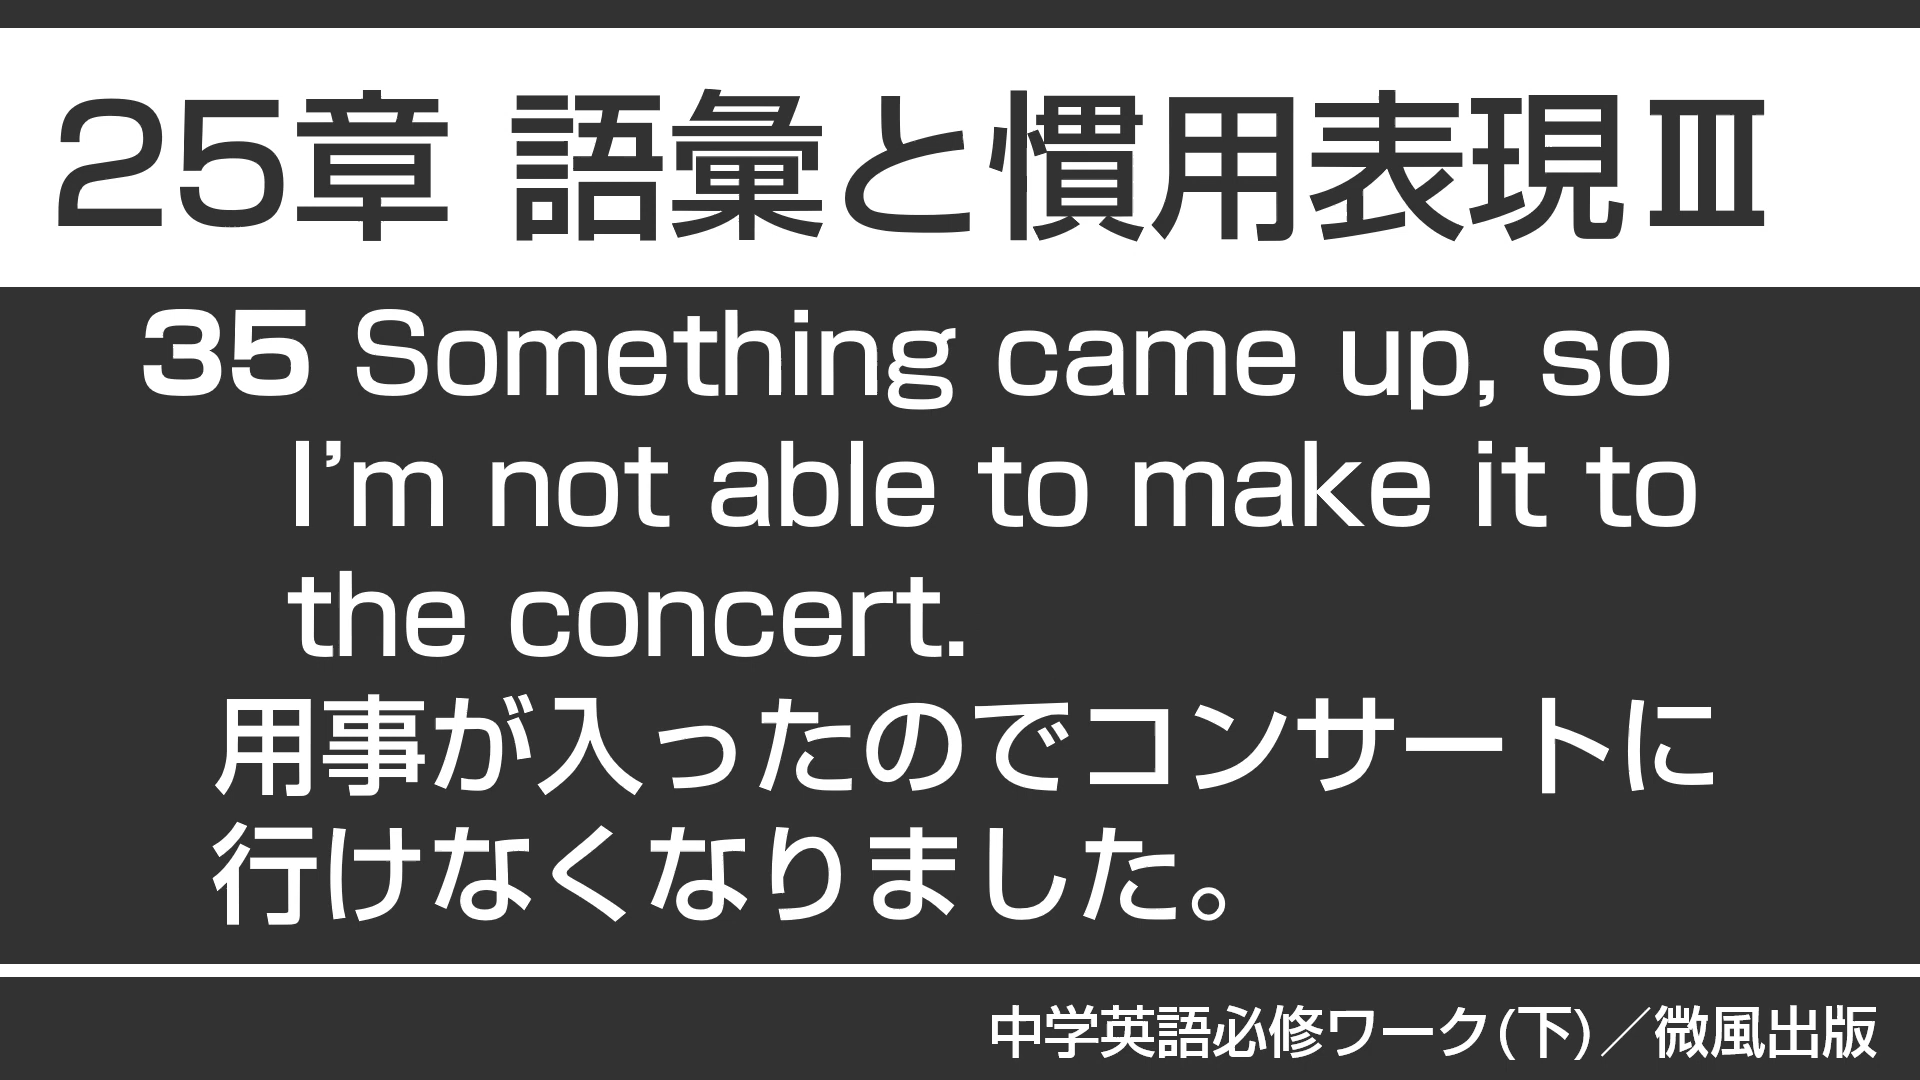 25章 語彙と慣用表現Ⅲ
35 Something came up, so
I’m not able to make it to
the concert.
用事が入ったのでコンサートに
行けなくなりました。
中学英語必修ワーク(下)／微風出版